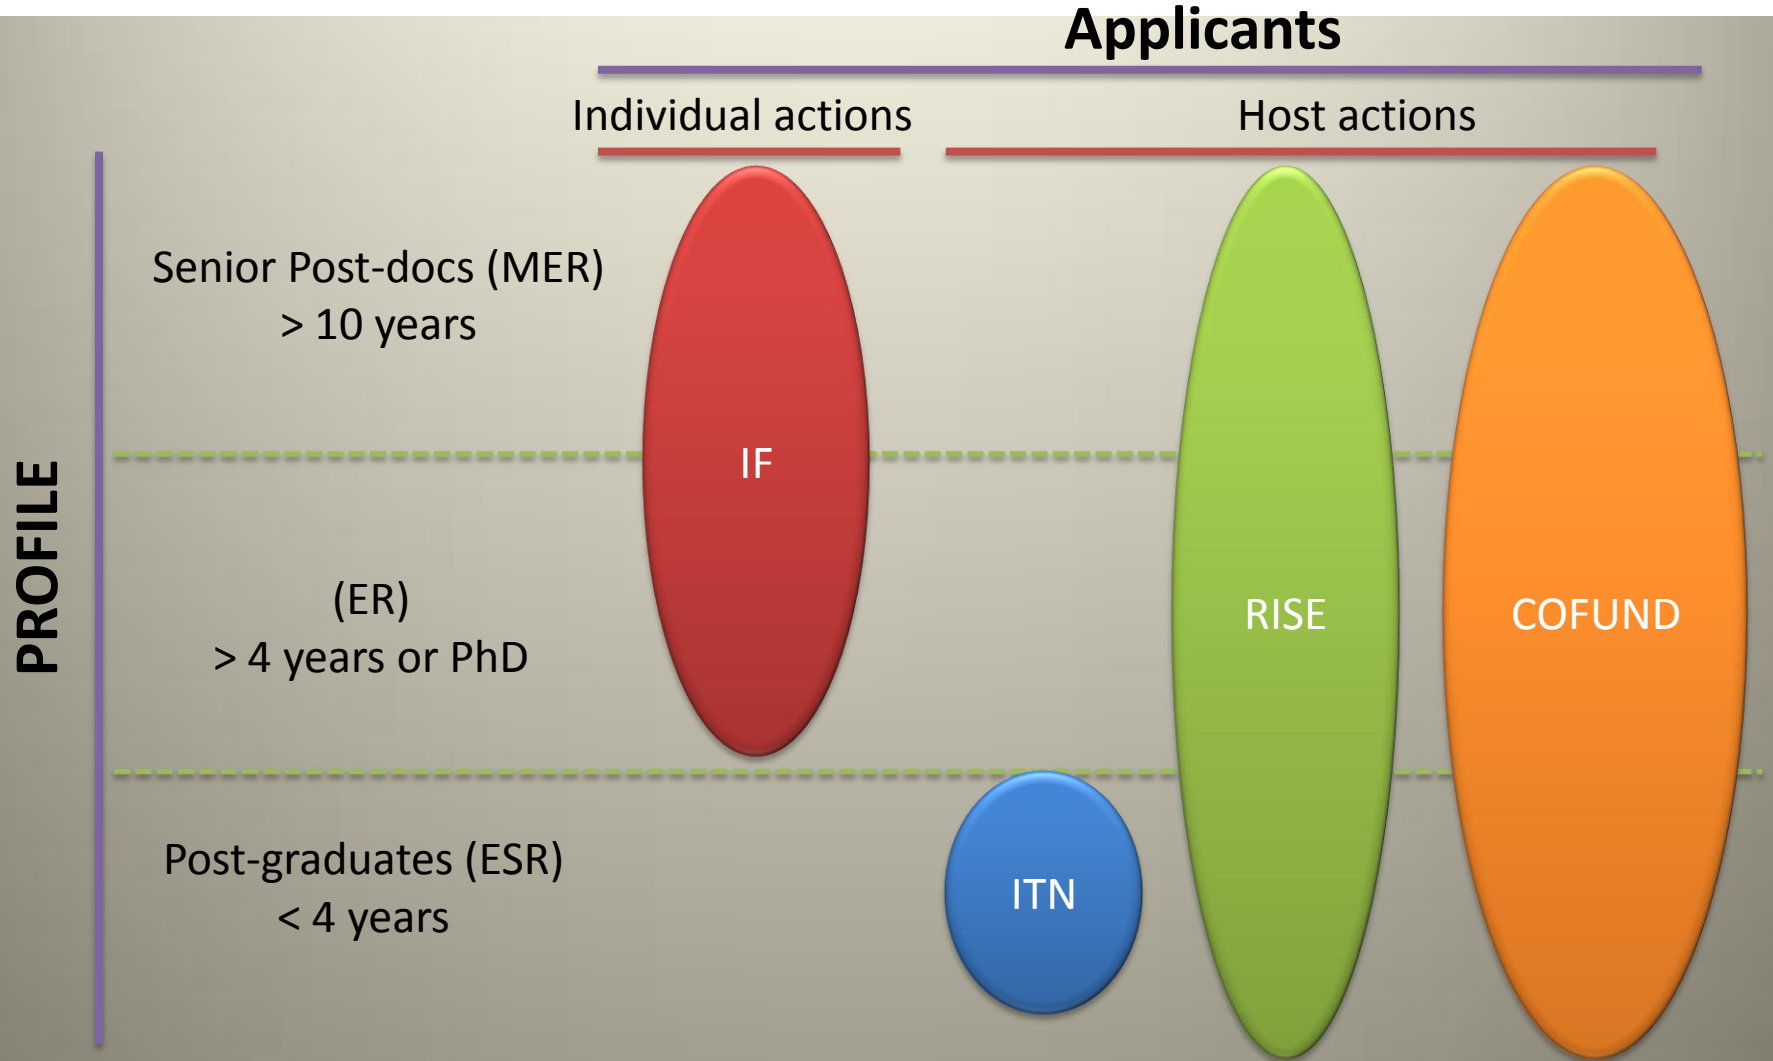 Applicants
Individual actions
Host actions
PROFILE
Senior Post-docs (MER)
> 10 years
(ER)
> 4 years or PhD
Post-graduates (ESR)
< 4 years
IF
ITN
RISE
COFUND